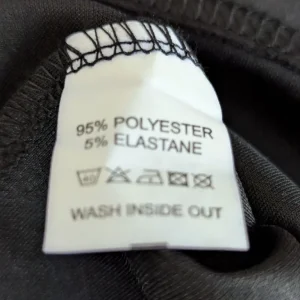 95% POLYESTER
5% ELASTANE
WASH INSIDE OUT